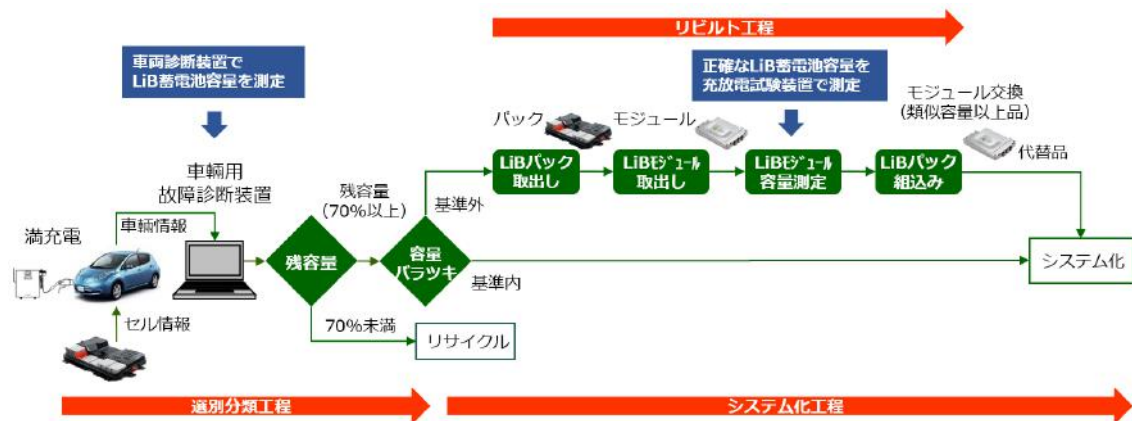 リビルト工程
車両診断装置で
LiB蓄電池容量を測定
正確なLiB蓄電池容量を
充放電試験装置で測定
モジュール交換
(類似容量以上品)
パック
モジュール
代替品
LiBパック
取出し
LiBモジュール
取出し
LiBモジュール
容量測定
LiBパック
組込み
車輌用
故障診断装置
残容量
(70%以上)
基準外
満充電
車輌情報
残容量
容量
バラツキ
基準内
システム化
セル情報
70%未満
リサイクル
選別分類工程
システム化工程